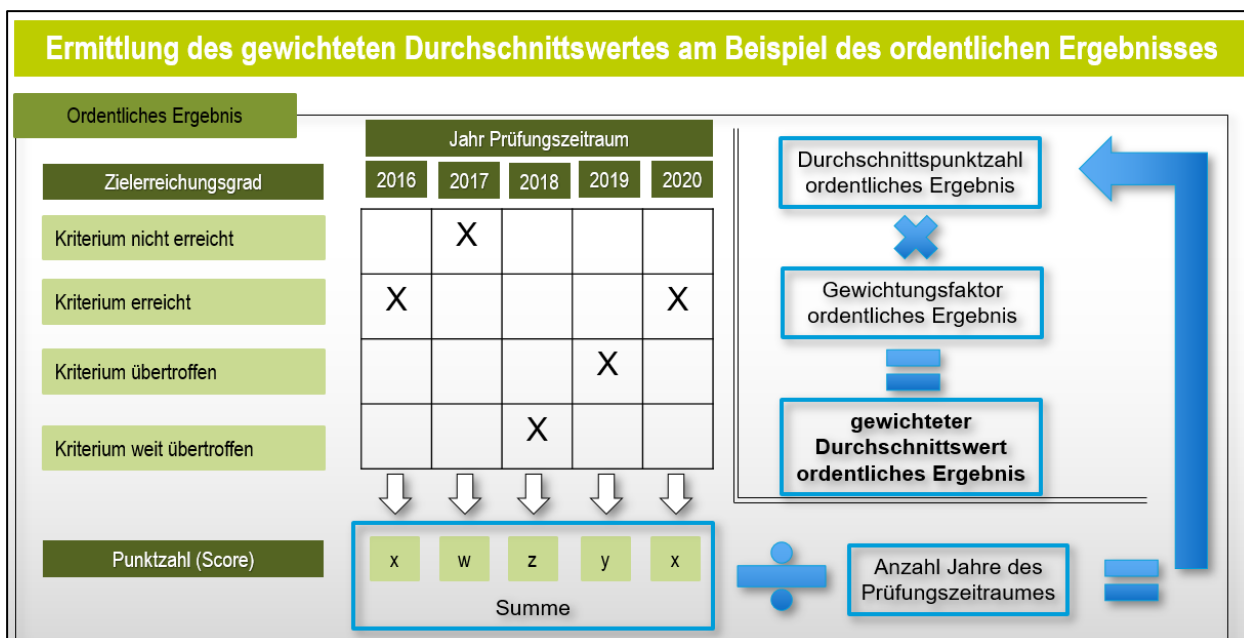 Ermittlung des gewichteten Durchschnittswertes am Beispiel des ordentlichen Ergebnisses
Ordentliches Ergebnis
Jahr Prüfungszeitraum
Zielerreichungsgrad
2016 2017 2018 2019 2020
Kriterium nicht erreicht X
Kriterium erreicht X X
Kriterium übertroffen X
Kriterium weit übertroffen X
Punktzahl (Score) x w z y x
Summe
Anzahl Jahre des
Prüfungszeitraumes
Durchschnittspunktzahl
ordentliches Ergebnis
Gewichtungsfaktor
ordentliches Ergebnis
gewichteter
Durchschnittswert
ordentliches Ergebnis